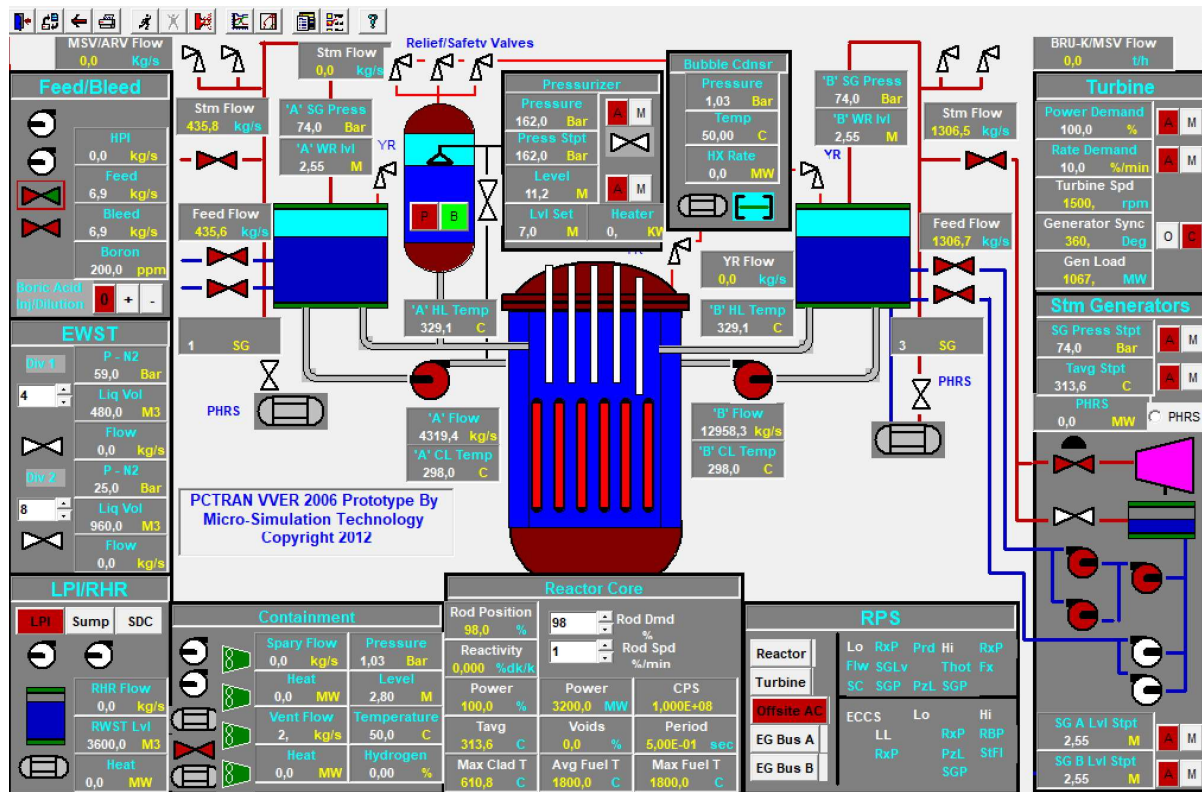 MSV/ARV Flow
0,0 Kg/s
Stm Flow
0,0 kg/s
Relief/Safety Valves
BRU-K/MSV Flow
0,0 t/h
Feed/Bleed
HPI
0,0 kg/s
Feed
6,9 kg/s
Bleed
6,9 kg/s
Boron
200,0 ppm
Boric Acid
Inj/Dilution
0 + -
Stm Flow
435,8 kg/s
'A' SG Press
74,0 Bar
'A' WR lvl
2,55 M
YR
Feed Flow
435,6 kg/s
P B
Pressurizer
Pressure
162,0 Bar
A M
Press Stpt
162,0 Bar
Level
11,2 M
A M
Lvl Set
7,0 M
Heater
0, KW
Bubble Cdnsr
Pressure
1,03 Bar
Temp
50,00 C
HX Rate
0,0 MW
'B' SG Press
74,0 Bar
'B' WR lvl
2,55 M
YR
Stm Flow
1306,5 kg/s
Feed Flow
1306,7 kg/s
YR Flow
0,0 kg/s
'A' HL Temp
329,1 C
'B' HL Temp
329,1 C
1 SG
3 SG
PHRS
PHRS
'A' Flow
4319,4 kg/s
'A' CL Temp
298,0 C
'B' Flow
12958,3 kg/s
'B' CL Temp
298,0 C
Turbine
Power Demand
100,0 %
A M
Rate Demand
10,0 %/min
A M
Turbine Spd
1500, rpm
Generator Sync
360, Deg
O C
Gen Load
1067, MW
Stm Generators
SG Press Stpt
74,0 Bar
A M
Tavg Stpt
313,6 C
A M
PHRS
0,0 MW
PHRS
SG A Lvl Stpt
2,55 M
A M
SG B Lvl Stpt
2,55 M
A M
EWST
Div 1
4
P - N2
59,0 Bar
Liq Vol
480,0 M3
Flow
0,0 kg/s
Div 2
8
P - N2
25,0 Bar
Liq Vol
960,0 M3
Flow
0,0 kg/s
PCTRAN VVER 2006 Prototype By
Micro-Simulation Technology
Copyright 2012
LPI/RHR
LPI Sump SDC
RHR Flow
0,0 kg/s
RWST Lvl
3600,0 M3
Heat
0,0 MW
Containment
Spary Flow
0,0 kg/s
Pressure
1,03 Bar
Heat
0,0 MW
Level
2,80 M
Vent Flow
2, kg/s
Temperature
50,0 C
Heat
0,0 MW
Hydrogen
0,00 %
Reactor Core
Rod Position
98,0 %
98 Rod Dmd
%
Reactivity
0,000 %dk/k
1 Rod Spd
%/min
Power
100,0 %
Power
3200,0 MW
CPS
1,000E+08
Tavg
313,6 C
Voids
0,0 %
Period
5,00E-01 sec
Max Clad T
610,8 C
Avg Fuel T
1800,0 C
Max Fuel T
1800,0 C
RPS
Reactor
Turbine
Offsite AC
EG Bus A
EG Bus B
Lo RxP Prd Hi RxP
Flw SGLv Thot Fx
SC SGP PzL SGP
ECCS Lo Hi
LL RxP RBP
RxP PzL StFl
SGP